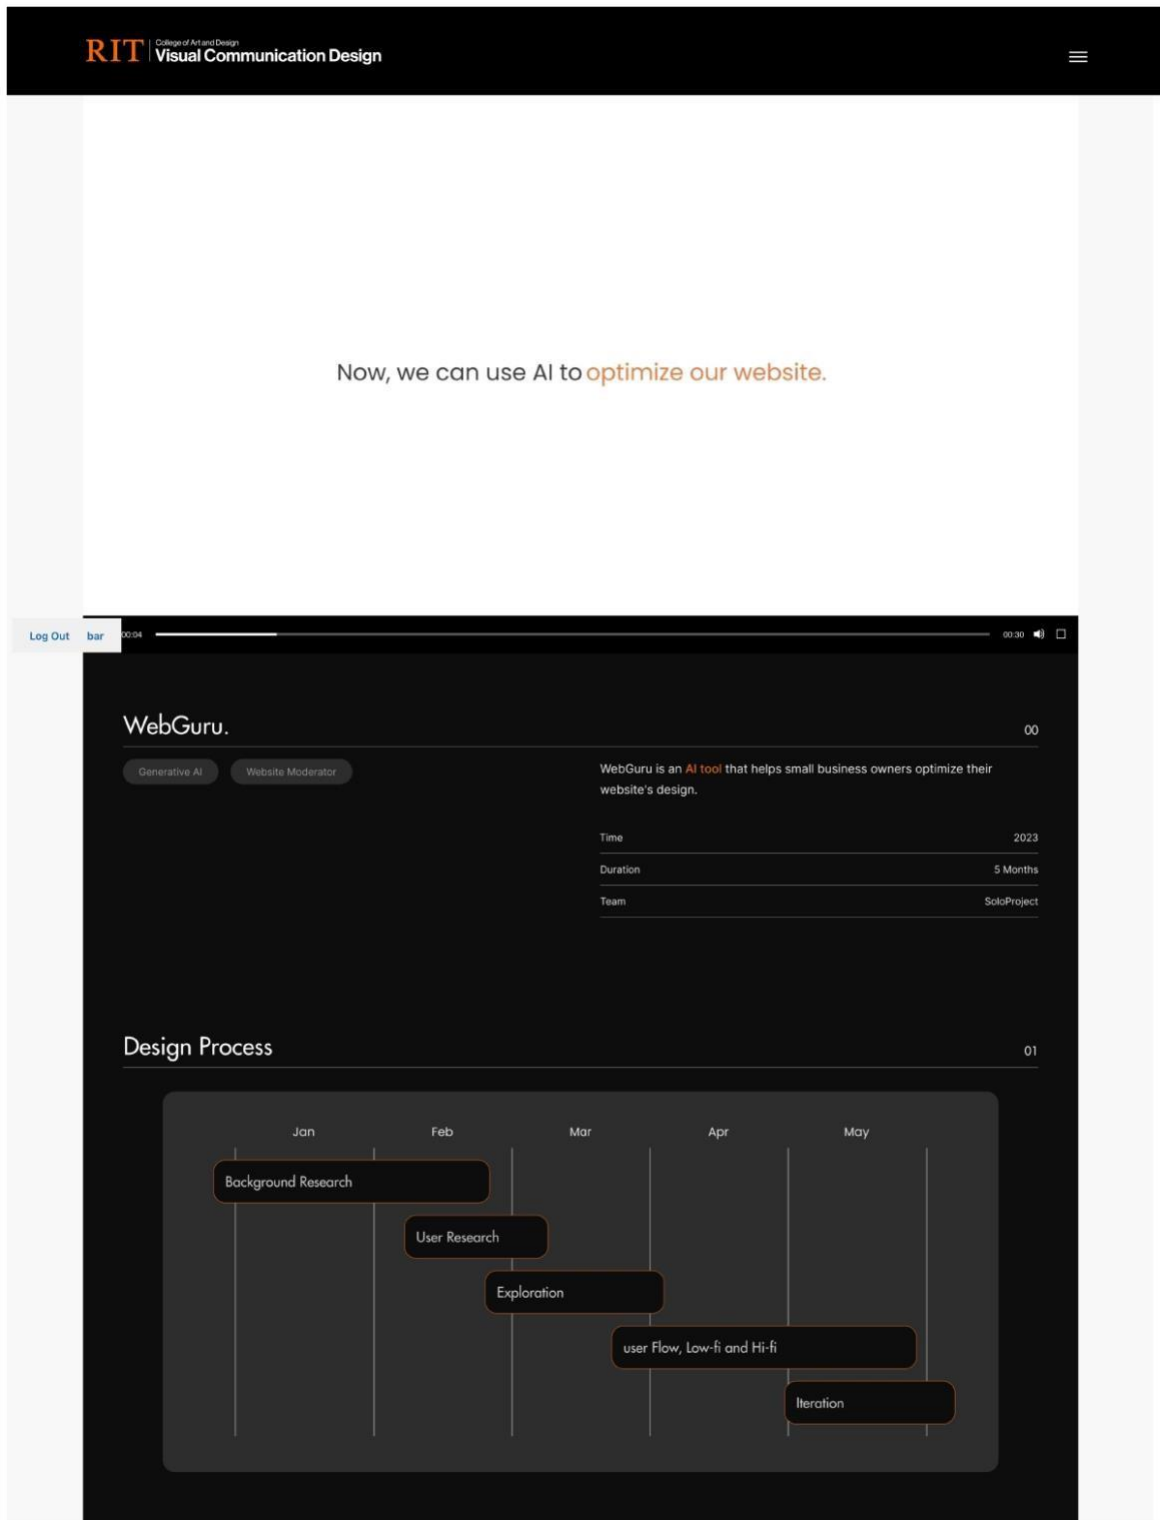 RIT
College of Art and Design
Visual Communication Design
Now, we can use AI to optimize our website.
Log Out bar 00:04 00:30
WebGuru. 00
Generative AI Website Moderator
WebGuru is an AI tool that helps small business owners optimize their
website's design.
Time 2023
Duration 5 Months
Team SoloProject
Design Process 01
Jan Feb Mar Apr May
Background Research
User Research
Exploration
user Flow, Low-fi and Hi-fi
Iteration